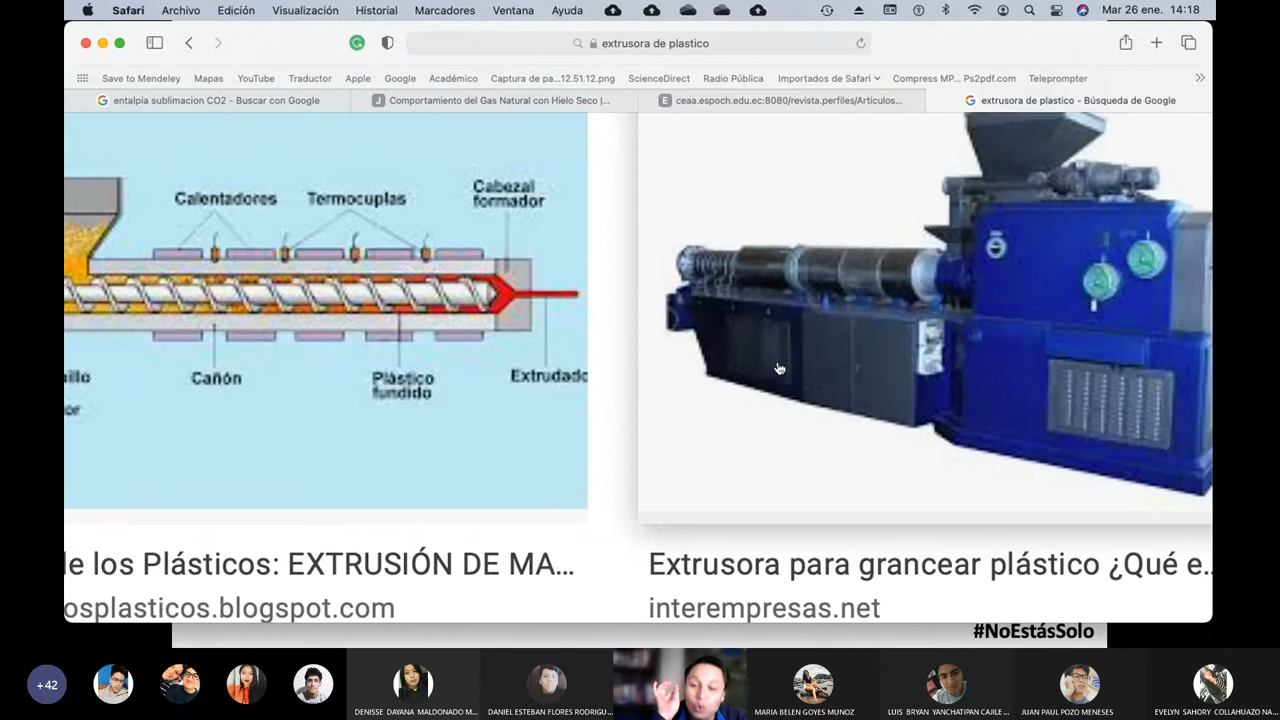 Safari Archivo Edición Visualización Historial Marcadores Ventana Ayuda Mar 26 ene. 14:18
extrusora de plastico
Save to Mendeley Mapas YouTube Traductor Apple Google Académico Captura de pa...12.51.12.png ScienceDirect Radio Pública Importados de Safari Compress MP... Ps2pdf.com Teleprompter
entalpia sublimacion CO2 - Buscar con Google
Comportamiento del Gas Natural con Hielo Seco |...
ceaa.espoch.edu.ec:8080/revista.perfiles/Articulos...
extrusora de plastico - Búsqueda de Google
Calentadores Termocuplas Cabezal
formador
illo Cañón Plástico Extrudado
or fundido
de los Plásticos: EXTRUSIÓN DE MA...
osplasticos.blogspot.com
Extrusora para grancear plástico ¿Qué e...
interempresas.net
#NoEstásSolo
+42
DENISSE DAYANA MALDONADO M...
DANIEL ESTEBAN FLORES RODRIGU...
MARIA BELEN GOYES MUNOZ
LUIS BRYAN YANCHATIPAN CAJILE ...
JUAN PAUL POZO MENESES
EVELYN SAHORY COLLAHUAZO NA...